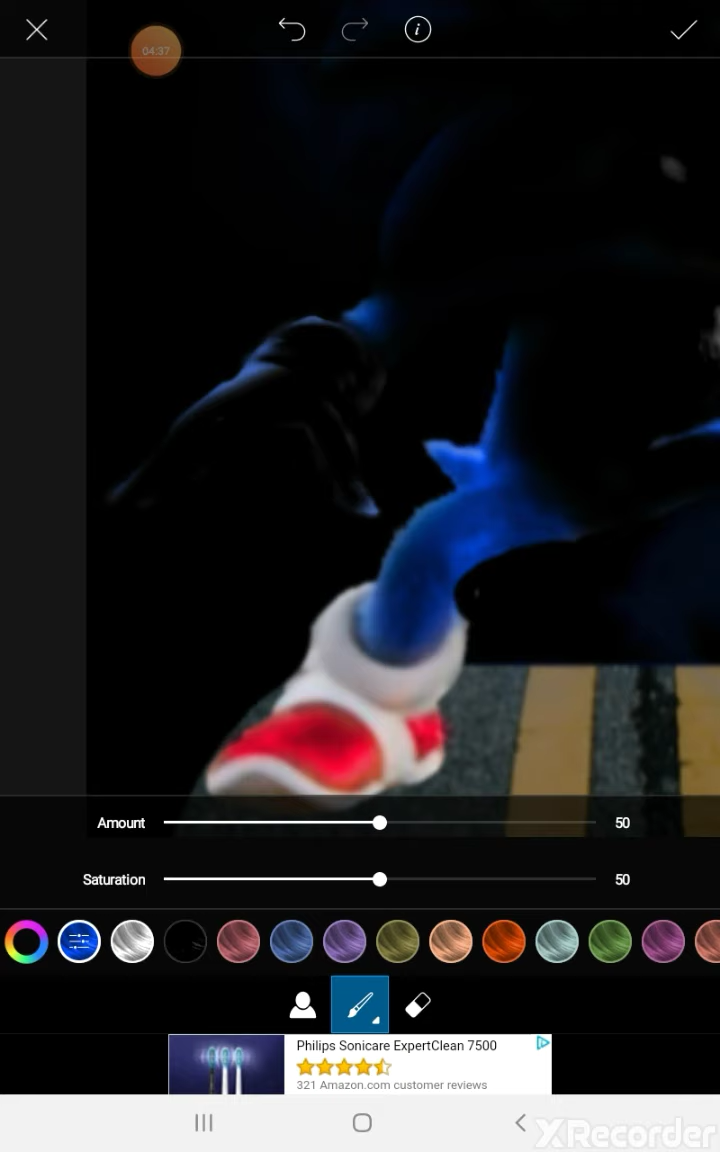 04:37
Amount 50
Saturation 50
Philips Sonicare ExpertClean 7500
321 Amazon.com customer reviews
XRecorder